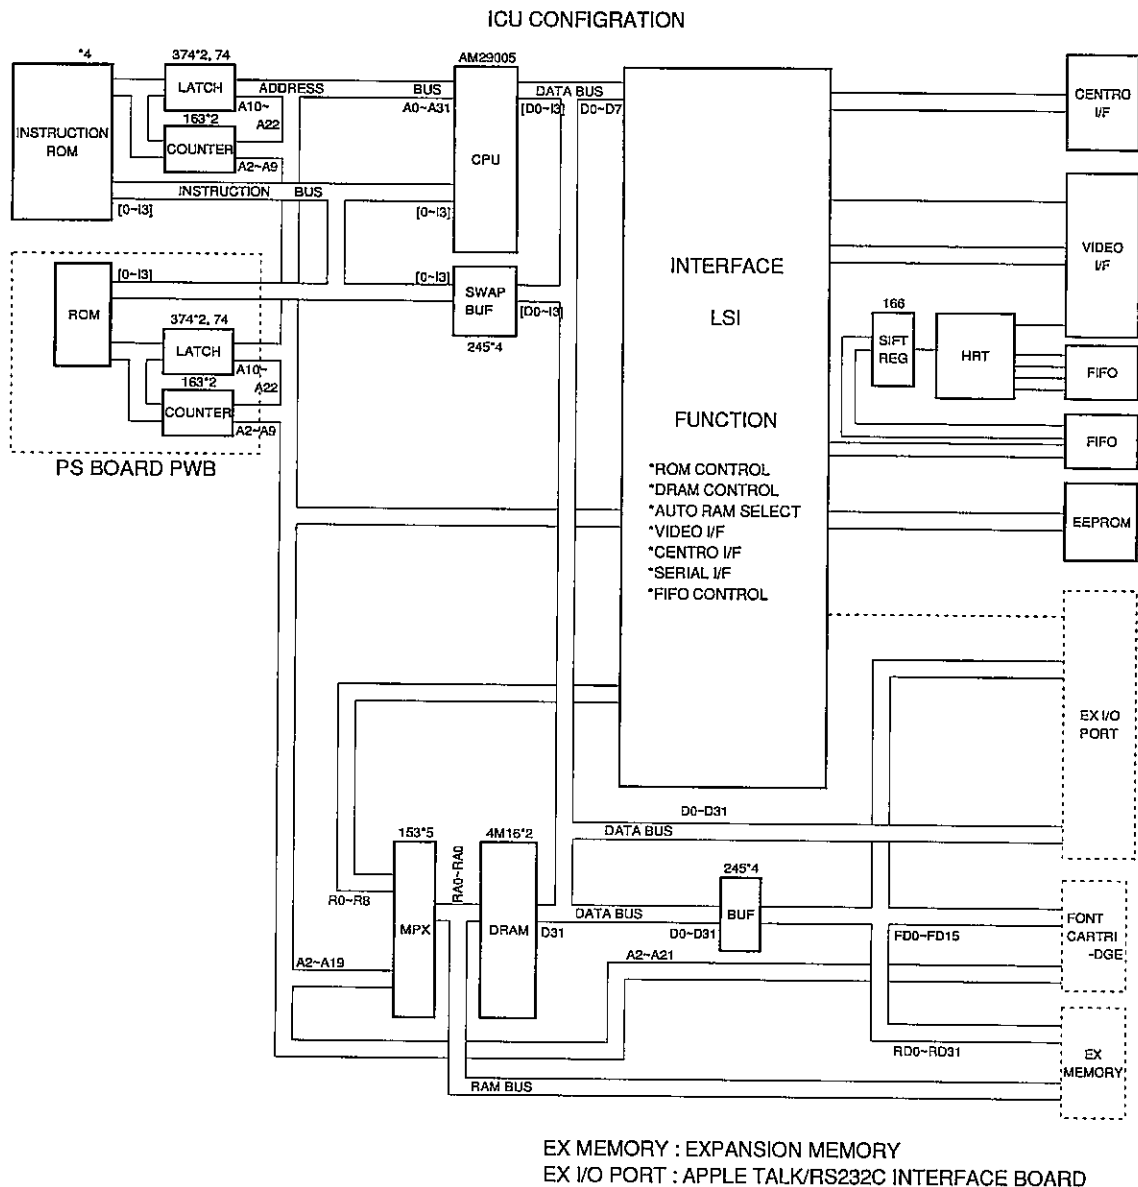 ICU CONFIGRATION
*4
INSTRUCTION
ROM
374*2, 74
LATCH
ADDRESS
BUS
A10~
A22
163*2
COUNTER
A2~A9
A0~A31
INSTRUCTION
BUS
[0~I3]
[0~I3]
AM29005
CPU
DATA BUS
[D0~I3]
D0~D7
[0~I3]
[0~I3]
SWAP
BUF
[D0~I3]
245*4
ROM
374*2, 74
LATCH
A10~
A22
163*2
COUNTER
A2~A9
PS BOARD PWB
INTERFACE
LSI
FUNCTION
*ROM CONTROL
*DRAM CONTROL
*AUTO RAM SELECT
*VIDEO I/F
*CENTRO I/F
*SERIAL I/F
*FIFO CONTROL
CENTRO
I/F
VIDEO
I/F
166
SIFT
REG
HRT
FIFO
FIFO
EEPROM
EX I/O
PORT
D0~D31
DATA BUS
153*5
MPX
R0~R8
RA0~RA0
4M16*2
DRAM
D31
DATA BUS
D0~D31
245*4
BUF
FD0~FD15
FONT
CARTRI
-DGE
A2~A19
A2~A21
RD0~RD31
EX
MEMORY
RAM BUS
EX MEMORY : EXPANSION MEMORY
EX I/O PORT : APPLE TALK/RS232C INTERFACE BOARD